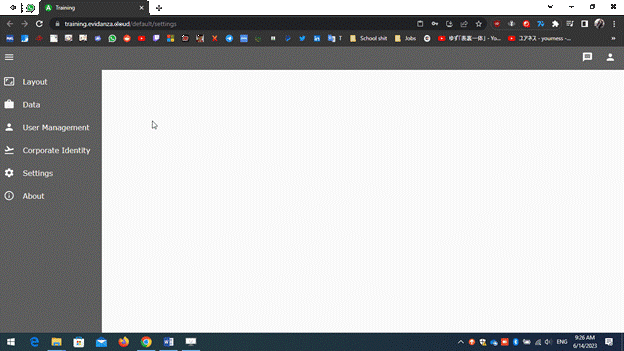 Training
training.evidanza.cloud/default/settings
T
School shit
Jobs
ゆず「表裏一体」 - Yo...
ユアネス - youmess -...
Layout
Data
User Management
Corporate Identity
Settings
About
ENG
9:26 AM
6/14/2023